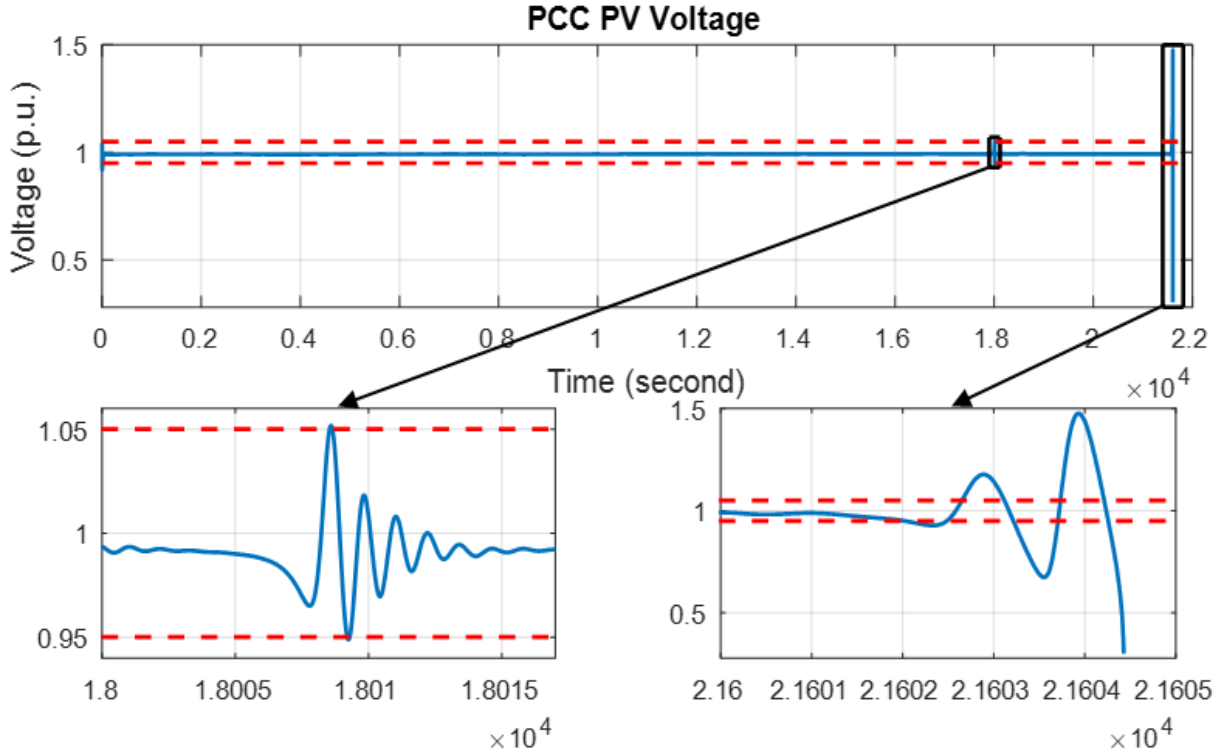 PCC PV Voltage
Voltage (p.u.)
1.5
1
0.5
0 0.2 0.4 0.6 0.8 1 1.2 1.4 1.6 1.8 2 2.2
Time (second)
×10^4
1.05
1
0.95
1.8 1.8005 1.801 1.8015
×10^4
1.5
1
0.5
2.16 2.1601 2.1602 2.1603 2.1604 2.1605
×10^4